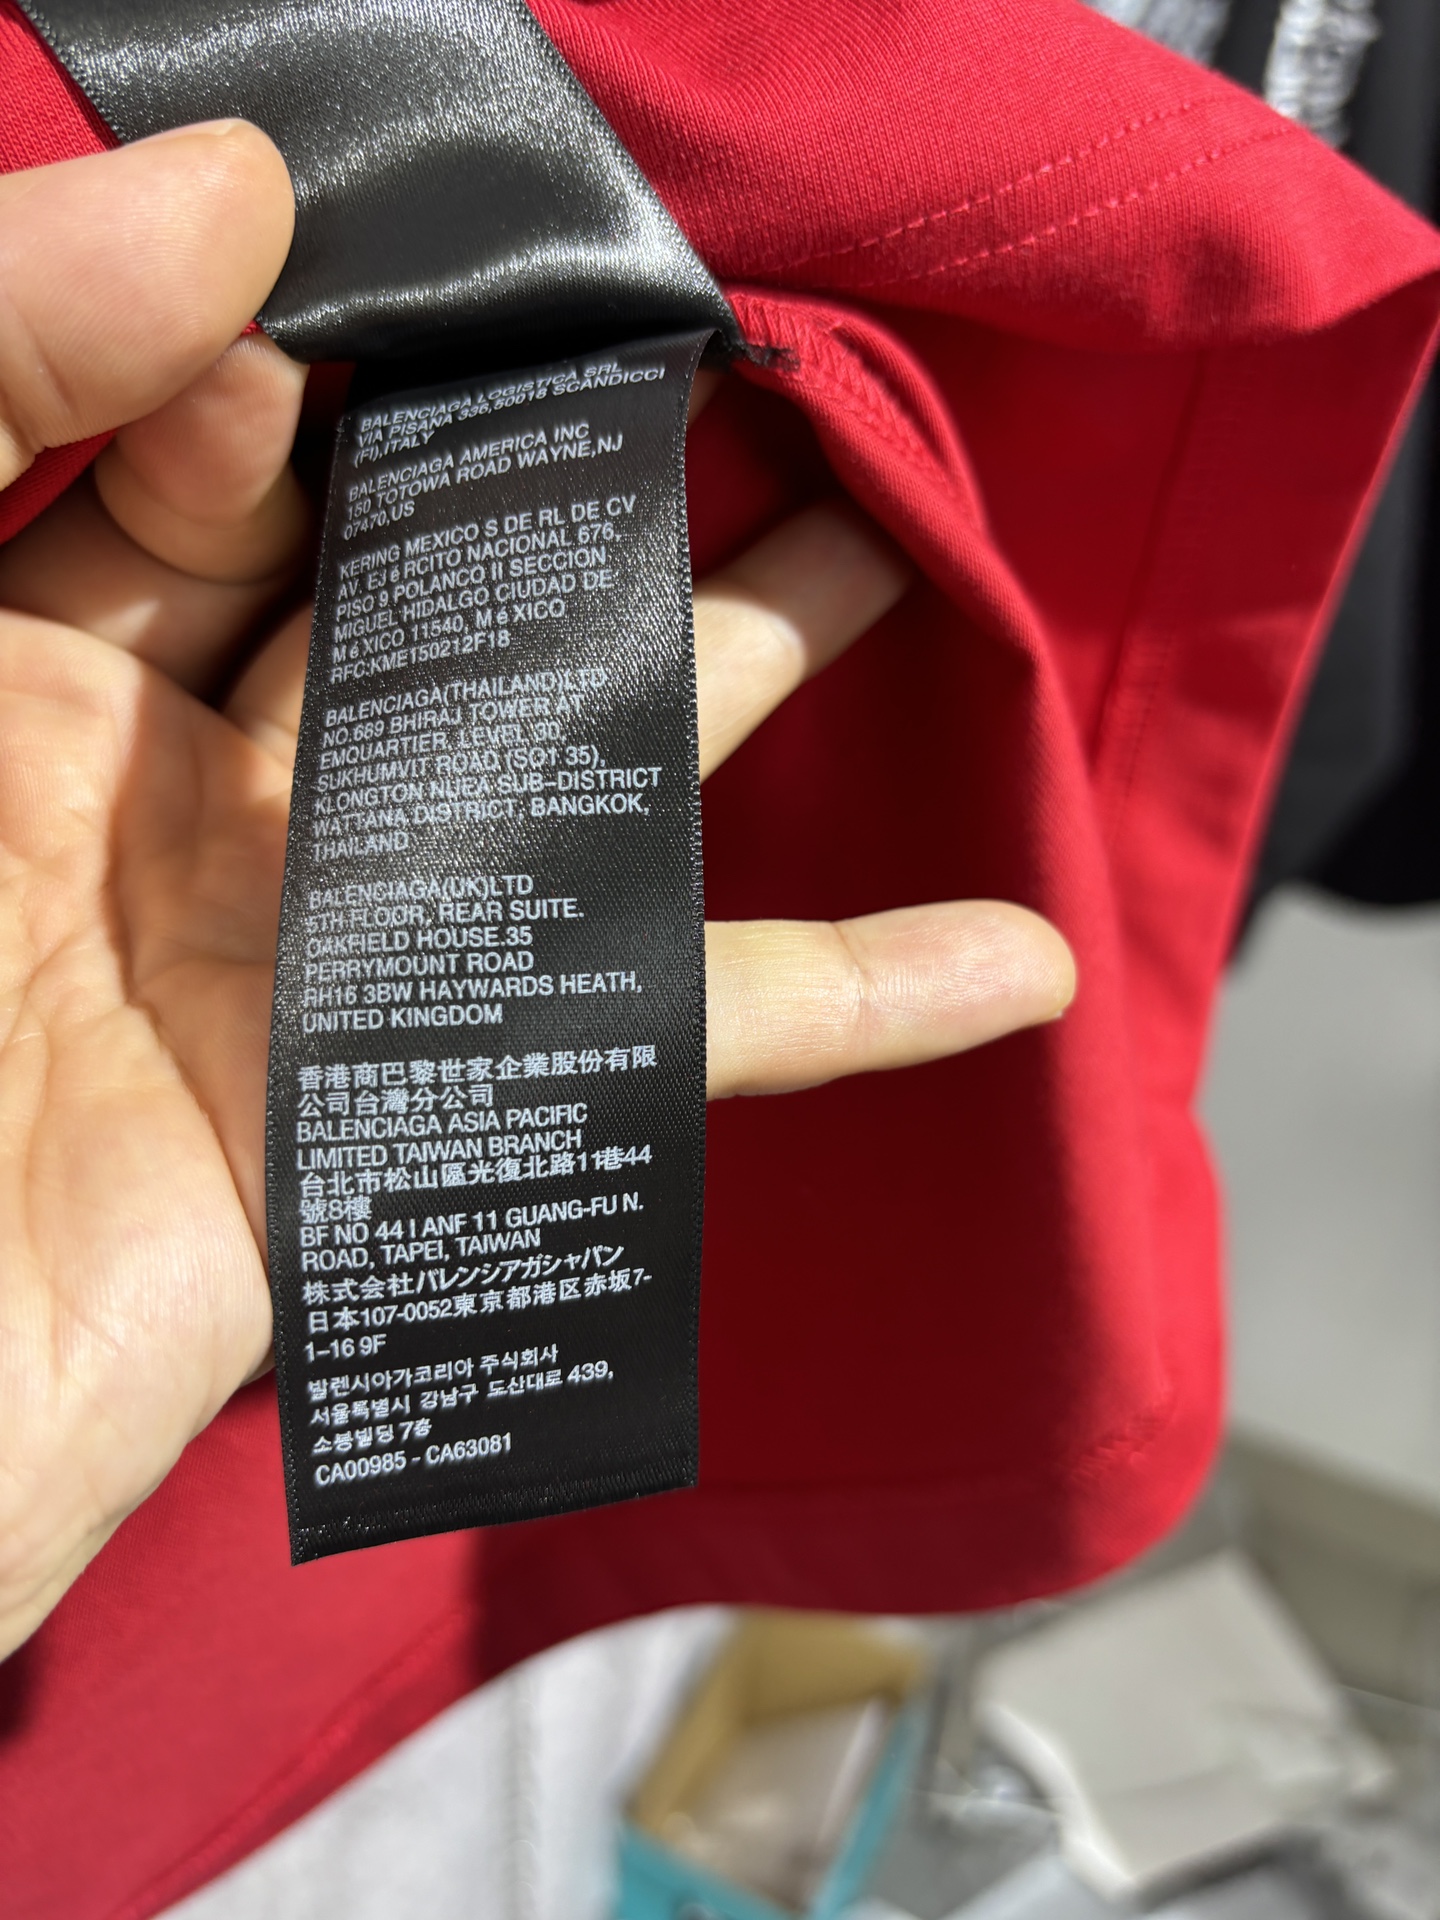 BALENCIAGA LOGISTICA SRL
VIA PISANA 336,50018 SCANDICCI
(FI),ITALY
BALENCIAGA AMERICA INC
150 TOTOWA ROAD WAYNE,NJ
07470,US
KERING MEXICO S DE RL DE CV
AV. EJéRCITO NACIONAL 676,
PISO 9 POLANCO II SECCION
MIGUEL HIDALGO CIUDAD DE
MéXICO 11540, MéXICO
RFC:KME150212F18
BALENCIAGA(THAILAND)LTD
NO.689 BHIRAJ TOWER AT
EMQUARTIER, LEVEL 30,
SUKHUMVIT ROAD (SOT 35),
KLONGTON NUEA SUB-DISTRICT
WATTANA DISTRICT, BANGKOK,
THAILAND
BALENCIAGA(UK)LTD
5TH FLOOR, REAR SUITE.
OAKFIELD HOUSE.35
PERRYMOUNT ROAD
RH16 3BW HAYWARDS HEATH,
UNITED KINGDOM
香港商巴黎世家企業股份有限
公司台灣分公司
BALENCIAGA ASIA PACIFIC
LIMITED TAIWAN BRANCH
台北市松山區光復北路11巷44
號8樓
BF NO 44 l ANF 11 GUANG-FU N.
ROAD, TAPEI, TAIWAN
株式会社バレンシアガジャパン
日本107-0052東京都港区赤坂7-
1-16 9F
발렌시아가코리아 주식회사
서울특별시 강남구 도산대로 439,
소봉빌딩 7층
CA00985 - CA63081